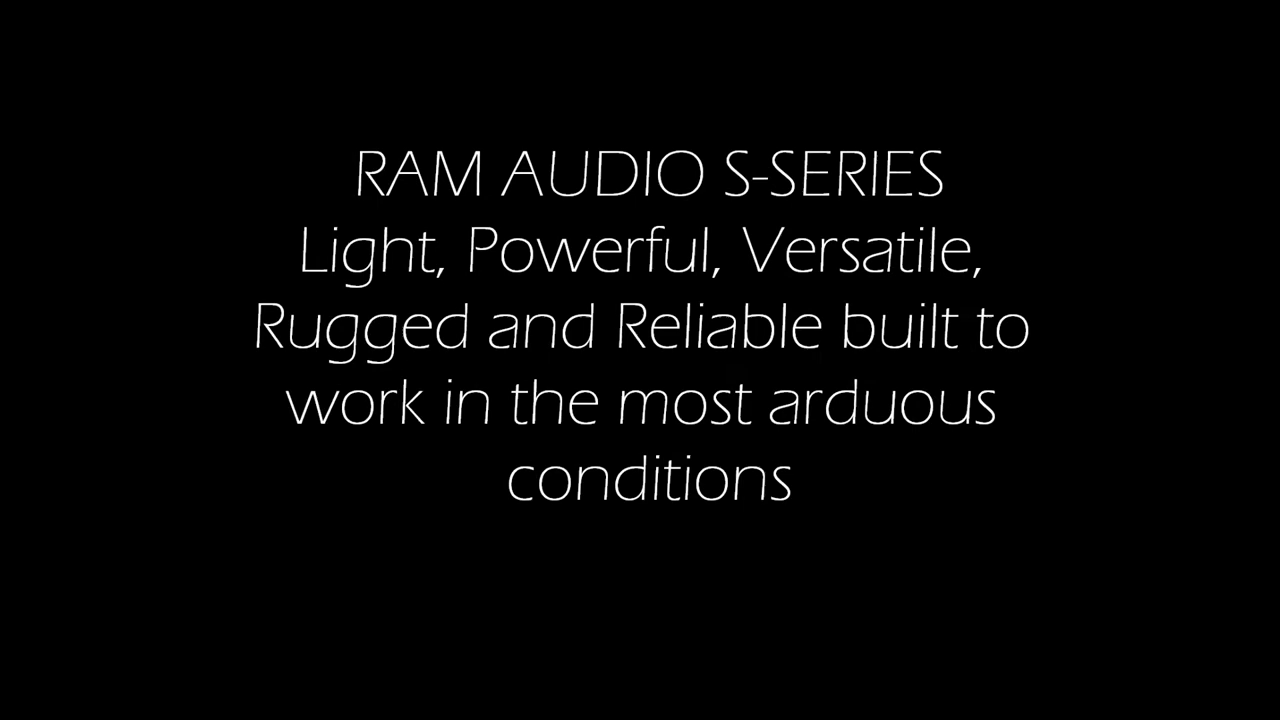 RAM AUDIO S-SERIES
Light, Powerful, Versatile,
Rugged and Reliable built to
work in the most arduous
conditions